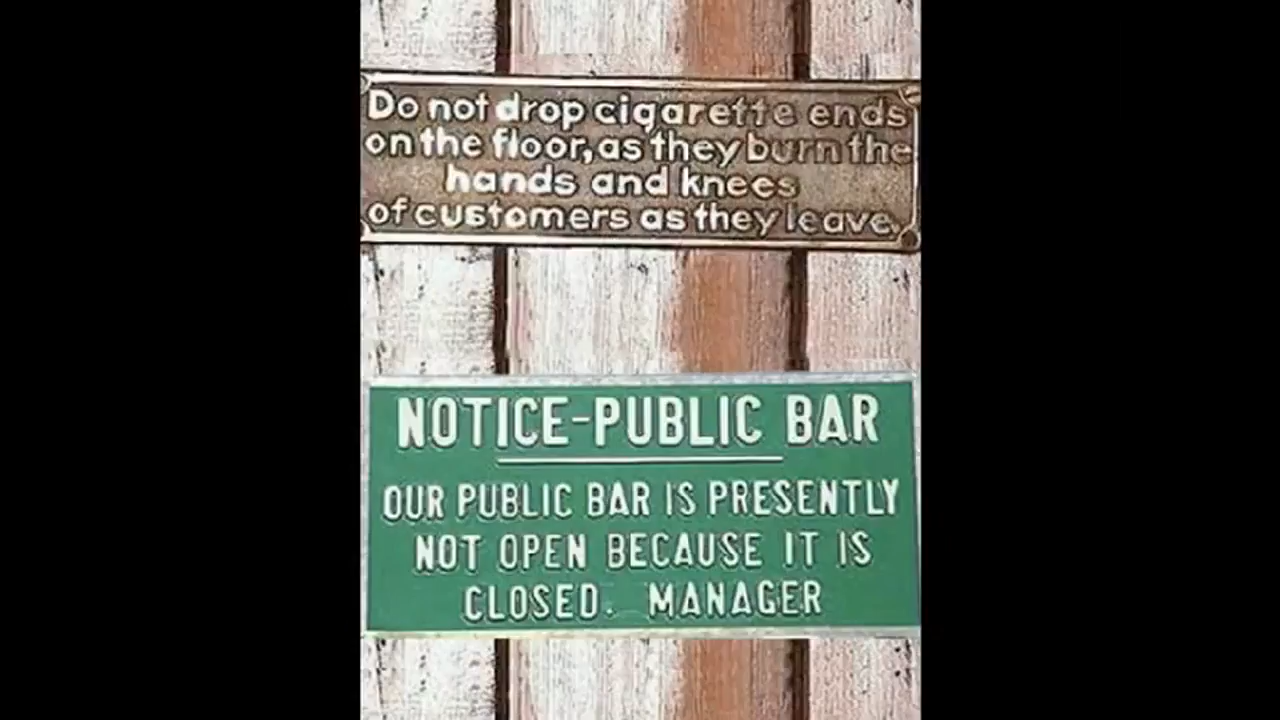 Do not drop cigarette ends
on the floor, as they burn the
hands and knees
of customers as they leave.
NOTICE-PUBLIC BAR
OUR PUBLIC BAR IS PRESENTLY
NOT OPEN BECAUSE IT IS
CLOSED. MANAGER